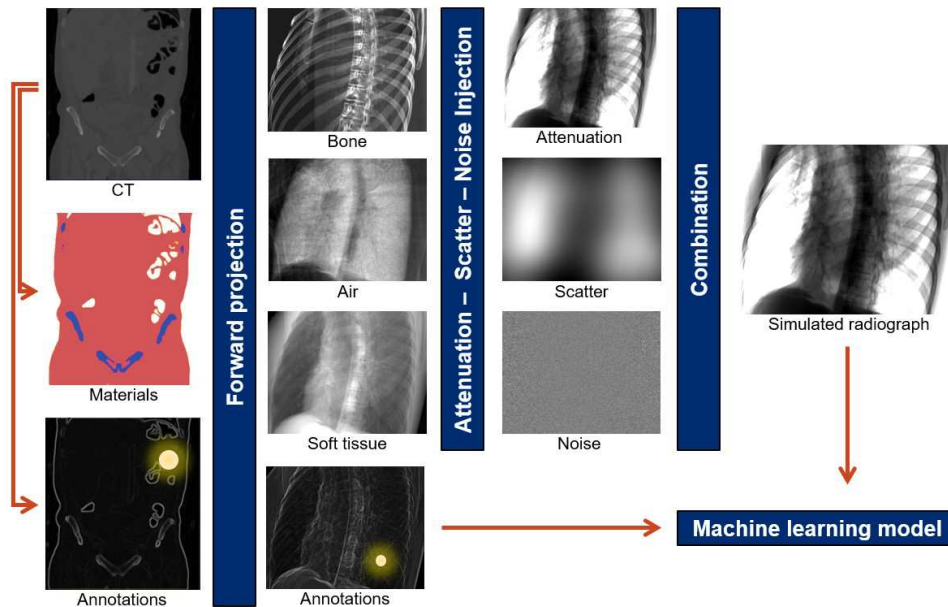 CT
Materials
Annotations
Forward projection
Bone
Air
Soft tissue
Annotations
Attenuation – Scatter – Noise Injection
Attenuation
Scatter
Noise
Combination
Simulated radiograph
Machine learning model